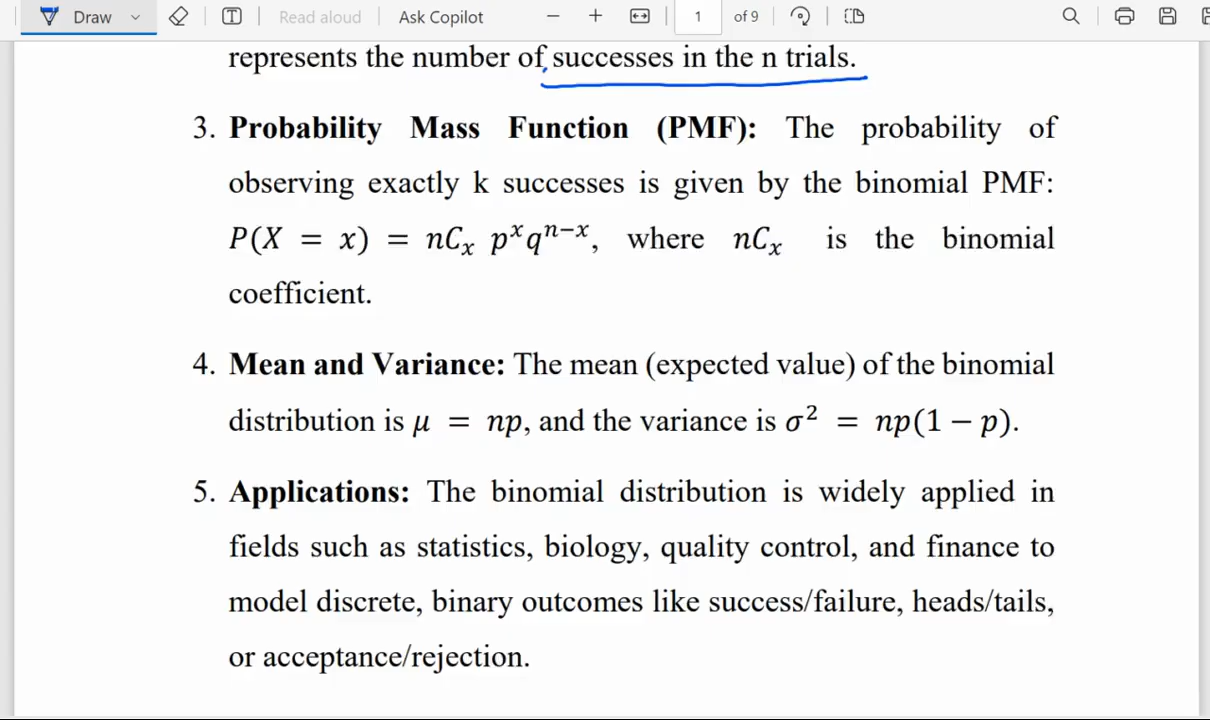 Draw Read aloud Ask Copilot 1 of 9
represents the number of successes in the n trials.
3. Probability Mass Function (PMF): The probability of
observing exactly k successes is given by the binomial PMF:
P(X = x) = nCₓ pˣqⁿ⁻ˣ, where nCₓ is the binomial
coefficient.
4. Mean and Variance: The mean (expected value) of the binomial
distribution is μ = np, and the variance is σ² = np(1 − p).
5. Applications: The binomial distribution is widely applied in
fields such as statistics, biology, quality control, and finance to
model discrete, binary outcomes like success/failure, heads/tails,
or acceptance/rejection.